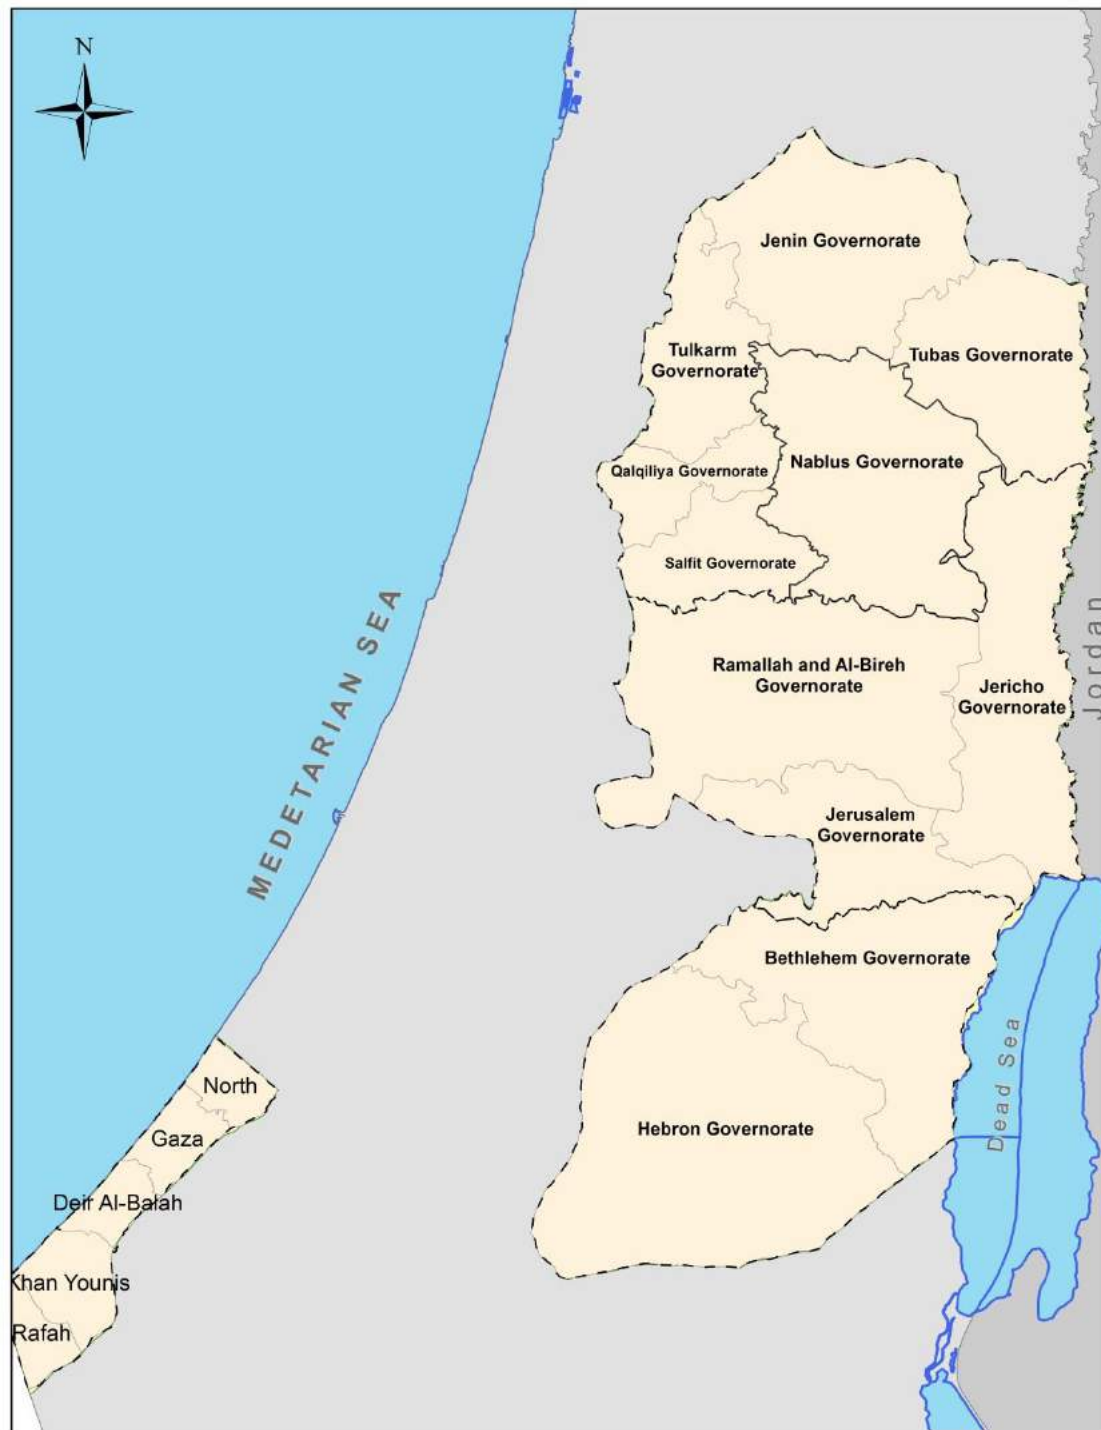 N
Jenin Governorate
Tulkarm
Governorate
Tubas Governorate
Qalqiliya Governorate
Nablus Governorate
Salfit Governorate
MEDETARIAN SEA
Ramallah and Al-Bireh
Governorate
Jericho
Governorate
Jordan
Jerusalem
Governorate
Bethlehem Governorate
Dead Sea
North
Gaza
Hebron Governorate
Deir Al-Balah
Khan Younis
Rafah